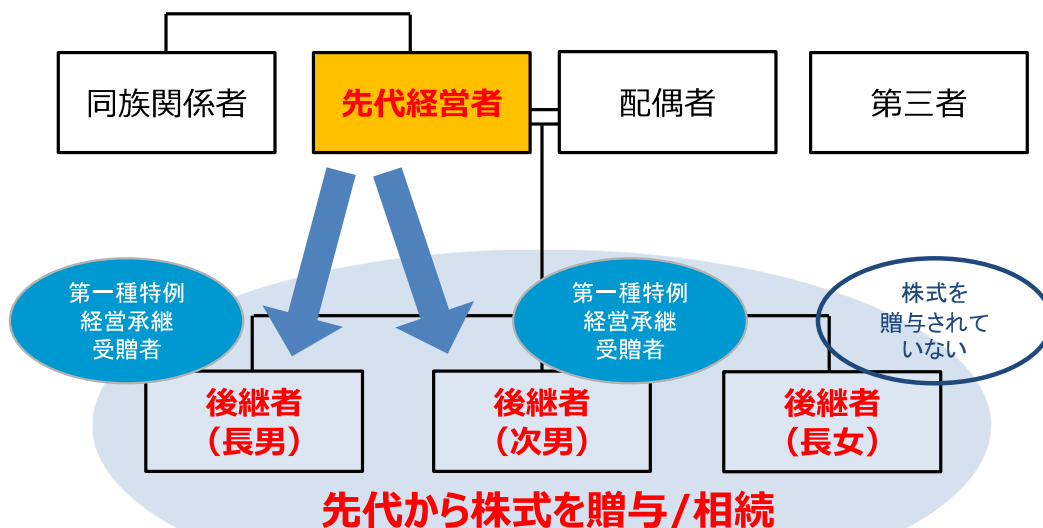 同族関係者
先代経営者
配偶者
第三者
第一種特例
経営承継
受贈者
第一種特例
経営承継
受贈者
株式を
贈与されて
いない
後継者
（長男）
後継者
（次男）
後継者
（長女）
先代から株式を贈与/相続